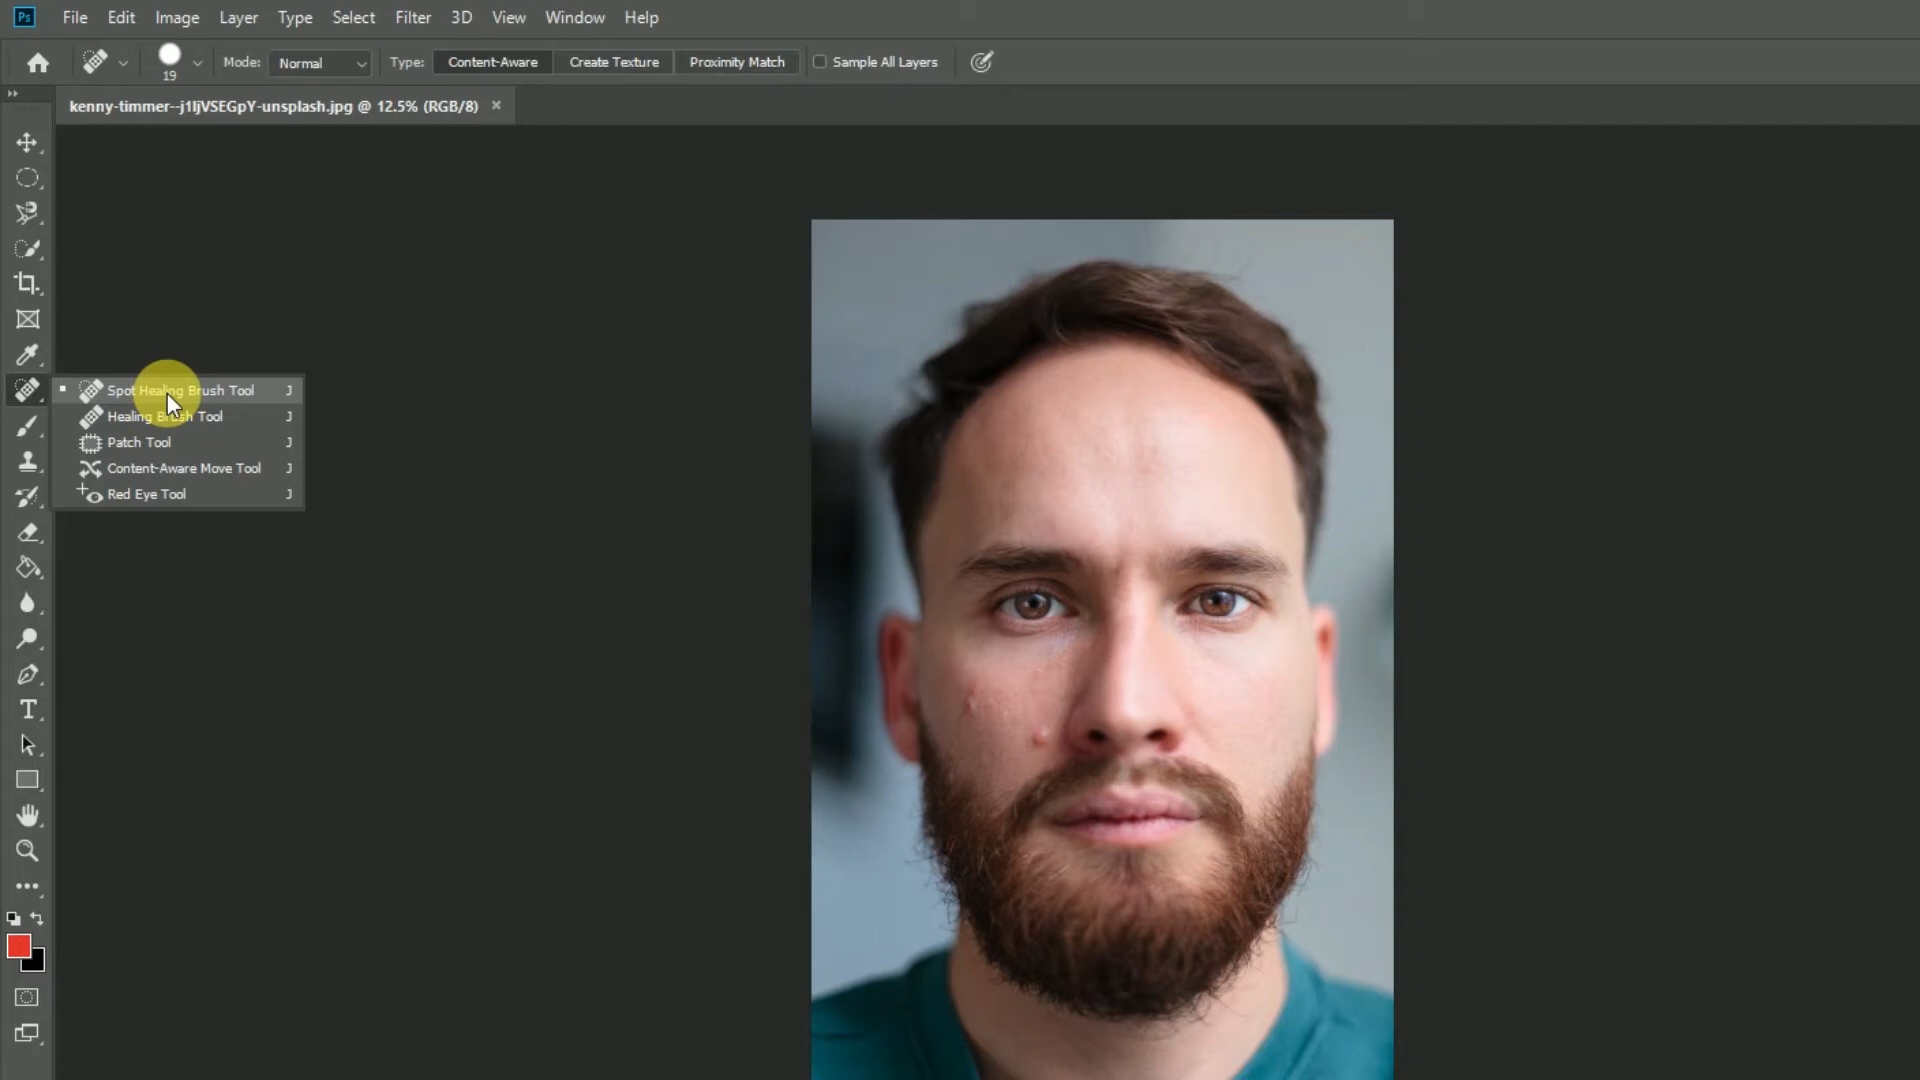 Ps File Edit Image Layer Type Select Filter 3D View Window Help
19 Mode: Normal Type: Content-Aware Create Texture Proximity Match Sample All Layers
kenny-timmer--j1ljVSEGpY-unsplash.jpg @ 12.5% (RGB/8) ×
Spot Healing Brush Tool J
Healing Brush Tool J
Patch Tool J
Content-Aware Move Tool J
Red Eye Tool J
T